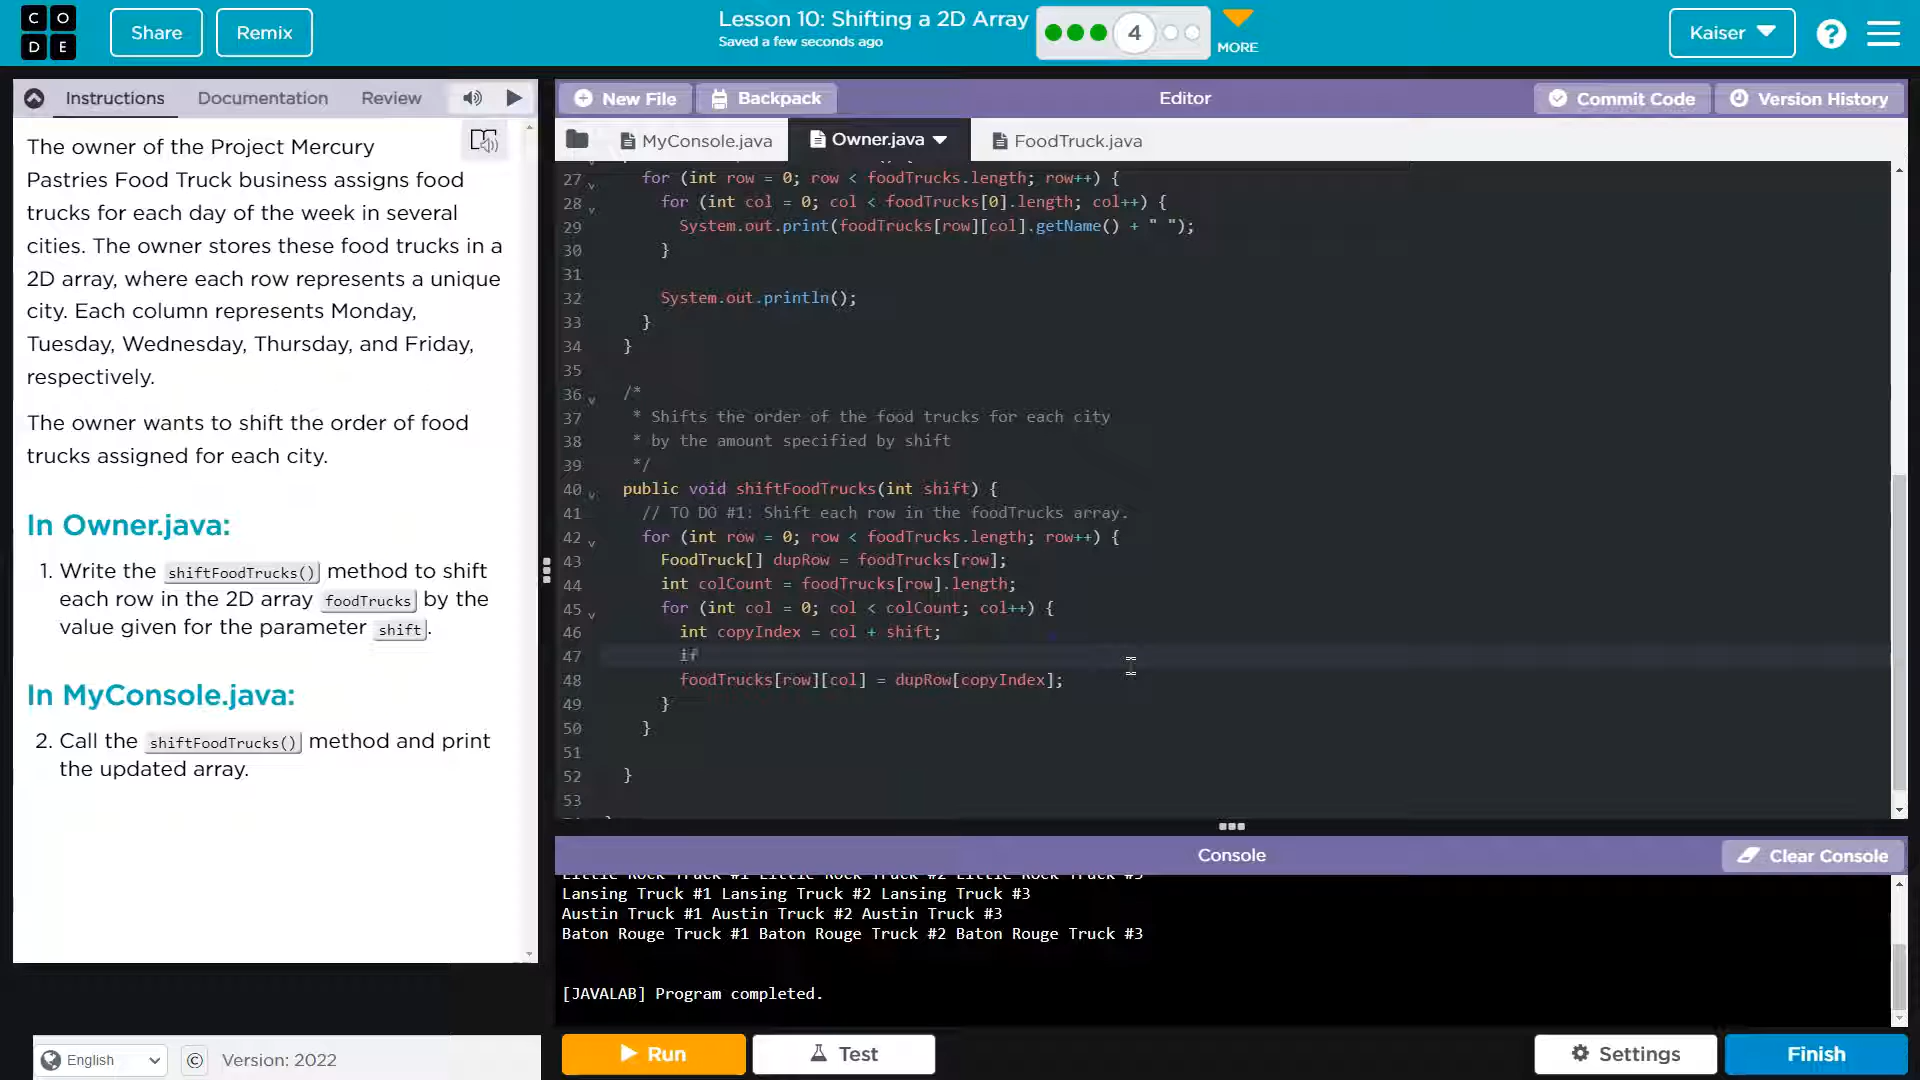 CODE
Share
Remix
Lesson 10: Shifting a 2D Array
Saved a few seconds ago
4
MORE
Kaiser
?
Instructions
Documentation
Review
The owner of the Project Mercury
Pastries Food Truck business assigns food
trucks for each day of the week in several
cities. The owner stores these food trucks in a
2D array, where each row represents a unique
city. Each column represents Monday,
Tuesday, Wednesday, Thursday, and Friday,
respectively.
The owner wants to shift the order of food
trucks assigned for each city.
In Owner.java:
1. Write the shiftFoodTrucks() method to shift
each row in the 2D array foodTrucks by the
value given for the parameter shift.
In MyConsole.java:
2. Call the shiftFoodTrucks() method and print
the updated array.
English
©
Version: 2022
New File
Backpack
Editor
Commit Code
Version History
MyConsole.java
Owner.java
FoodTruck.java
27 for (int row = 0; row < foodTrucks.length; row++) {
28 for (int col = 0; col < foodTrucks[0].length; col++) {
29 System.out.print(foodTrucks[row][col].getName() + " ");
30 }
31
32 System.out.println();
33 }
34 }
35
36 /*
37 * Shifts the order of the food trucks for each city
38 * by the amount specified by shift
39 */
40 public void shiftFoodTrucks(int shift) {
41 // TO DO #1: Shift each row in the foodTrucks array.
42 for (int row = 0; row < foodTrucks.length; row++) {
43 FoodTruck[] dupRow = foodTrucks[row];
44 int colCount = foodTrucks[row].length;
45 for (int col = 0; col < colCount; col++) {
46 int copyIndex = col + shift;
47 if
48 foodTrucks[row][col] = dupRow[copyIndex];
49 }
50 }
51
52 }
53
Console
Clear Console
Little Rock Truck #1 Little Rock Truck #2 Little Rock Truck #3
Lansing Truck #1 Lansing Truck #2 Lansing Truck #3
Austin Truck #1 Austin Truck #2 Austin Truck #3
Baton Rouge Truck #1 Baton Rouge Truck #2 Baton Rouge Truck #3
[JAVALAB] Program completed.
Run
Test
Settings
Finish